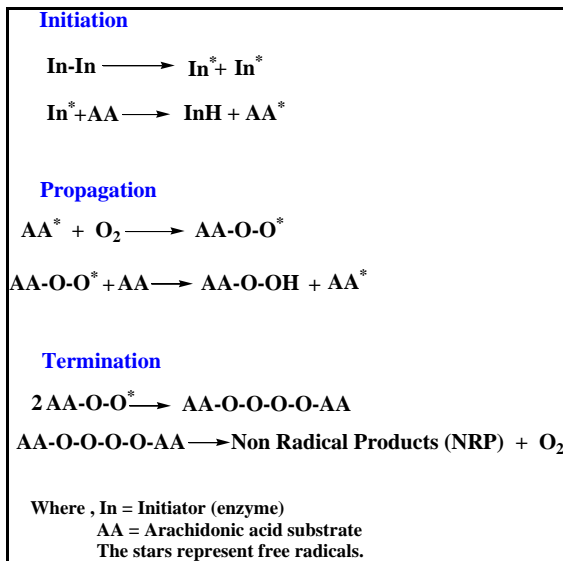 Initiation
In-In ⟶ In* + In*
In* + AA ⟶ InH + AA*
Propagation
AA* + O₂ ⟶ AA-O-O*
AA-O-O* + AA ⟶ AA-O-OH + AA*
Termination
2 AA-O-O* ⟶ AA-O-O-O-O-AA
AA-O-O-O-O-AA ⟶ Non Radical Products (NRP) + O₂
Where , In = Initiator (enzyme)
AA = Arachidonic acid substrate
The stars represent free radicals.